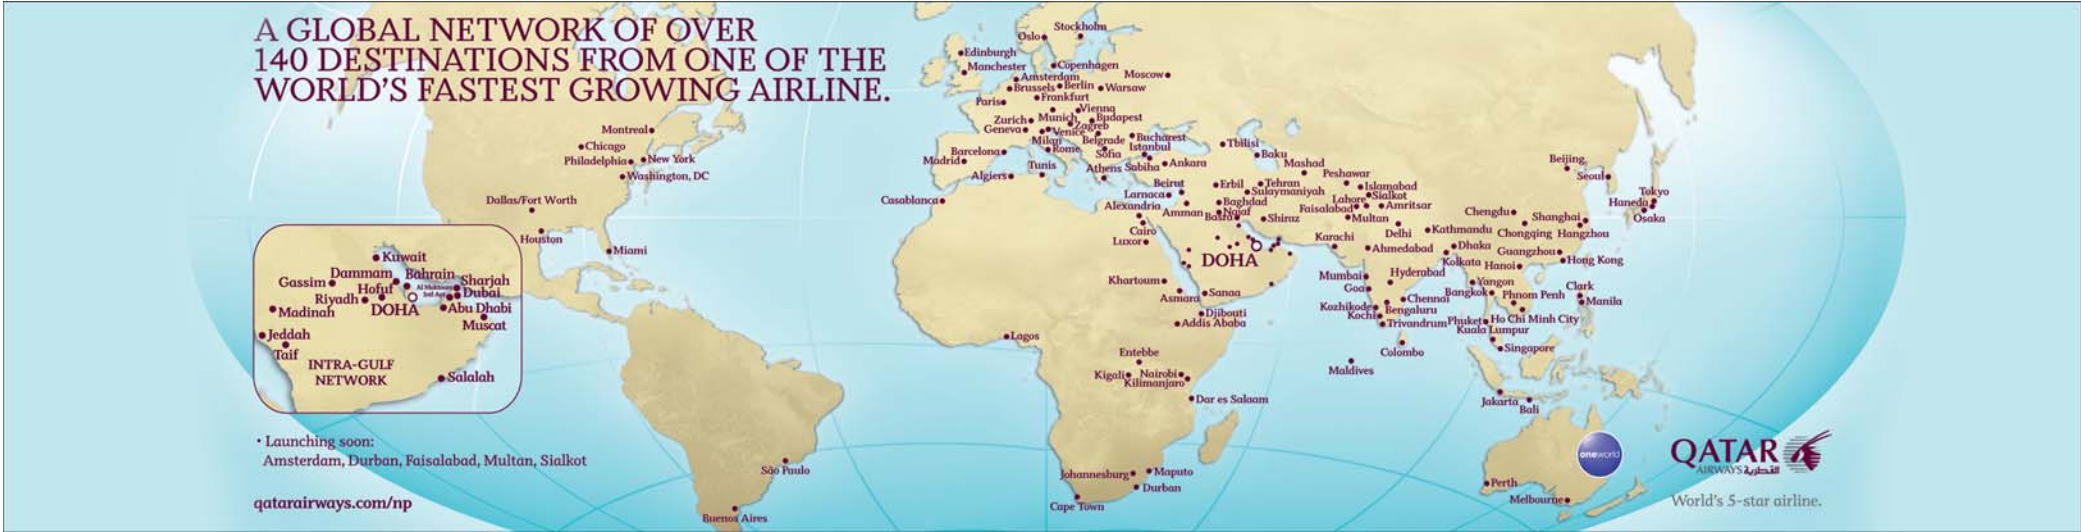 A GLOBAL NETWORK OF OVER
140 DESTINATIONS FROM ONE OF THE
WORLD'S FASTEST GROWING AIRLINE.
Stockholm
Oslo
Edinburgh
Manchester
Copenhagen
Moscow
Amsterdam
Brussels
Berlin
Warsaw
Paris
Frankfurt
Vienna
Zurich
Munich
Budapest
Geneva
Venice
Zagreb
Milan
Belgrade
Bucharest
Rome
Sofia
Istanbul
Barcelona
Madrid
Tunis
Athens
Sabiha
Ankara
Algiers
Casablanca
Tbilisi
Baku
Mashad
Peshawar
Beirut
Erbil
Tehran
Islamabad
Larnaca
Sulaymaniyah
Sialkot
Alexandria
Baghdad
Lahore
Amritsar
Amman
Najaf
Faisalabad
Basra
Shiraz
Multan
Cairo
Luxor
Karachi
Delhi
Kathmandu
Ahmedabad
Dhaka
Kolkata
DOHA
Khartoum
Asmara
Sanaa
Djibouti
Addis Ababa
Mumbai
Hyderabad
Goa
Chennai
Kozhikode
Bengaluru
Kochi
Trivandrum
Colombo
Maldives
Beijing
Seoul
Tokyo
Haneda
Osaka
Chengdu
Shanghai
Chongqing
Hangzhou
Guangzhou
Hanoi
Hong Kong
Yangon
Bangkok
Phnom Penh
Clark
Manila
Phuket
Ho Chi Minh City
Kuala Lumpur
Singapore
Jakarta
Bali
Perth
Melbourne
Lagos
Entebbe
Kigali
Nairobi
Kilimanjaro
Dar es Salaam
Johannesburg
Maputo
Durban
Cape Town
Montreal
Chicago
Philadelphia
New York
Washington, DC
Dallas/Fort Worth
Houston
Miami
São Paulo
Buenos Aires
Kuwait
Dammam
Bahrain
Sharjah
Gassim
Hofuf
Al Maktoum
Intl Apt
Dubai
Riyadh
DOHA
Abu Dhabi
Madinah
Muscat
Jeddah
Taif
INTRA-GULF
NETWORK
Salalah
• Launching soon:
Amsterdam, Durban, Faisalabad, Multan, Sialkot
qatarairways.com/np
oneworld
QATAR
AIRWAYS القطرية
World's 5-star airline.